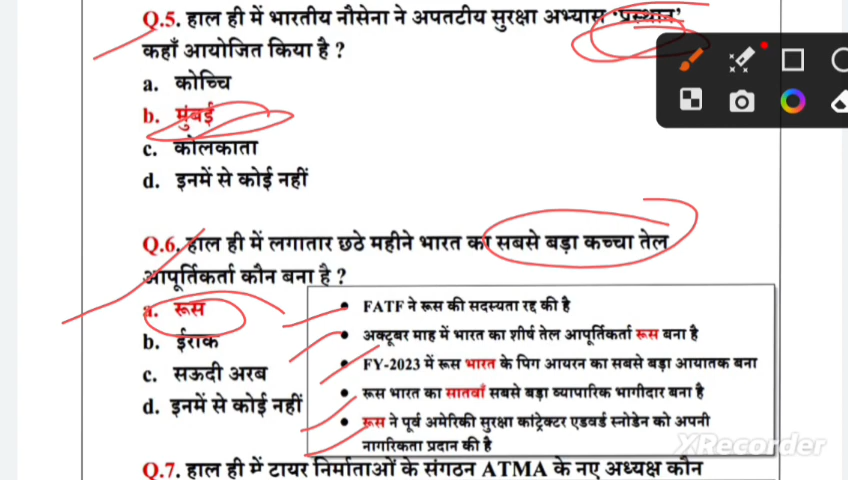 Q.5. हाल ही में भारतीय नौसेना ने अपतटीय सुरक्षा अभ्यास ‘प्रस्थान’
कहाँ आयोजित किया है ?
a. कोच्चि
b. मुंबई
c. कोलकाता
d. इनमें से कोई नहीं
Q.6. हाल ही में लगातार छठे महीने भारत का सबसे बड़ा कच्चा तेल
आपूर्तिकर्ता कौन बना है ?
a. रूस
b. ईराक
c. सऊदी अरब
d. इनमें से कोई नहीं
• FATF ने रूस की सदस्यता रद्द की है
• अक्टूबर माह में भारत का शीर्ष तेल आपूर्तिकर्ता रूस बना है
• FY-2023 में रूस भारत के पिग आयरन का सबसे बड़ा आयातक बना
• रूस भारत का सातवाँ सबसे बड़ा व्यापारिक भागीदार बना है
• रूस ने पूर्व अमेरिकी सुरक्षा कांट्रेक्टर एडवर्ड स्नोडेन को अपनी
नागरिकता प्रदान की है
XRecorder
Q.7. हाल ही में टायर निर्माताओं के संगठन ATMA के नए अध्यक्ष कौन